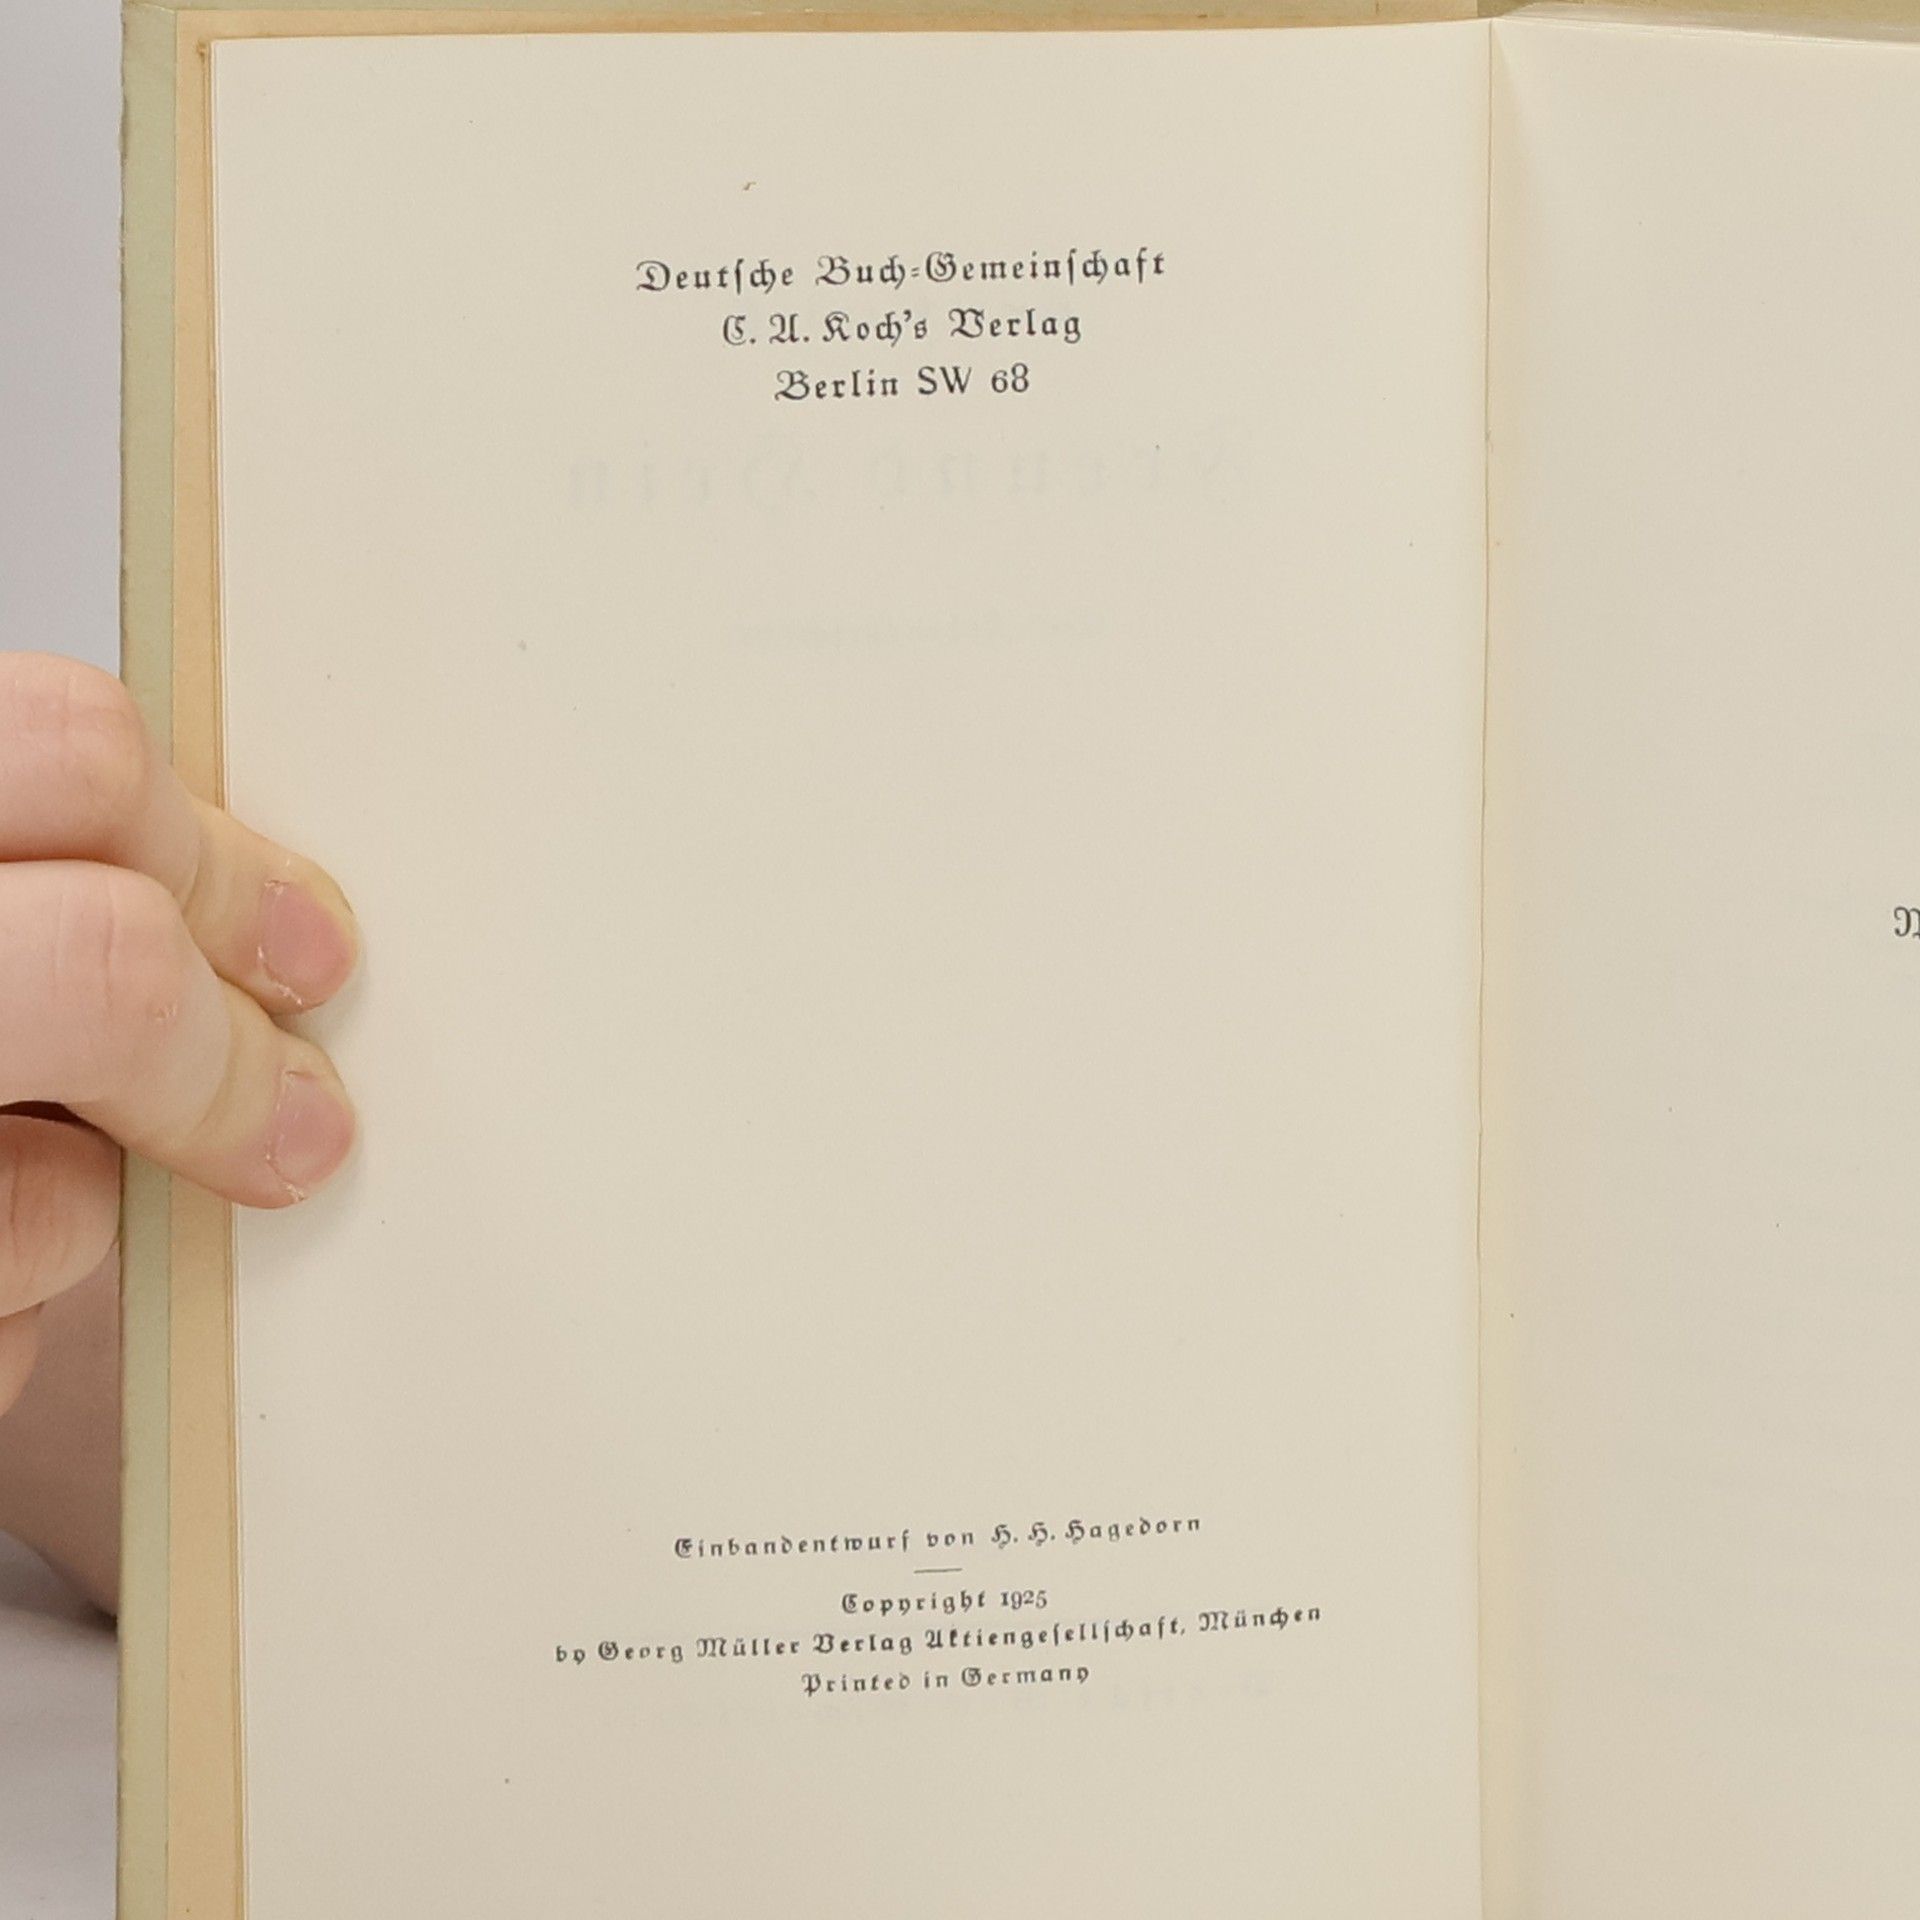 Deutſche Buch-Gemeinſchaft
C. A. Koch's Verlag
Berlin SW 68
Einbandentwurf von H. H. Hagedorn
Copyright 1925
by Georg Müller Verlag Aktiengeſellſchaft, München
Printed in Germany